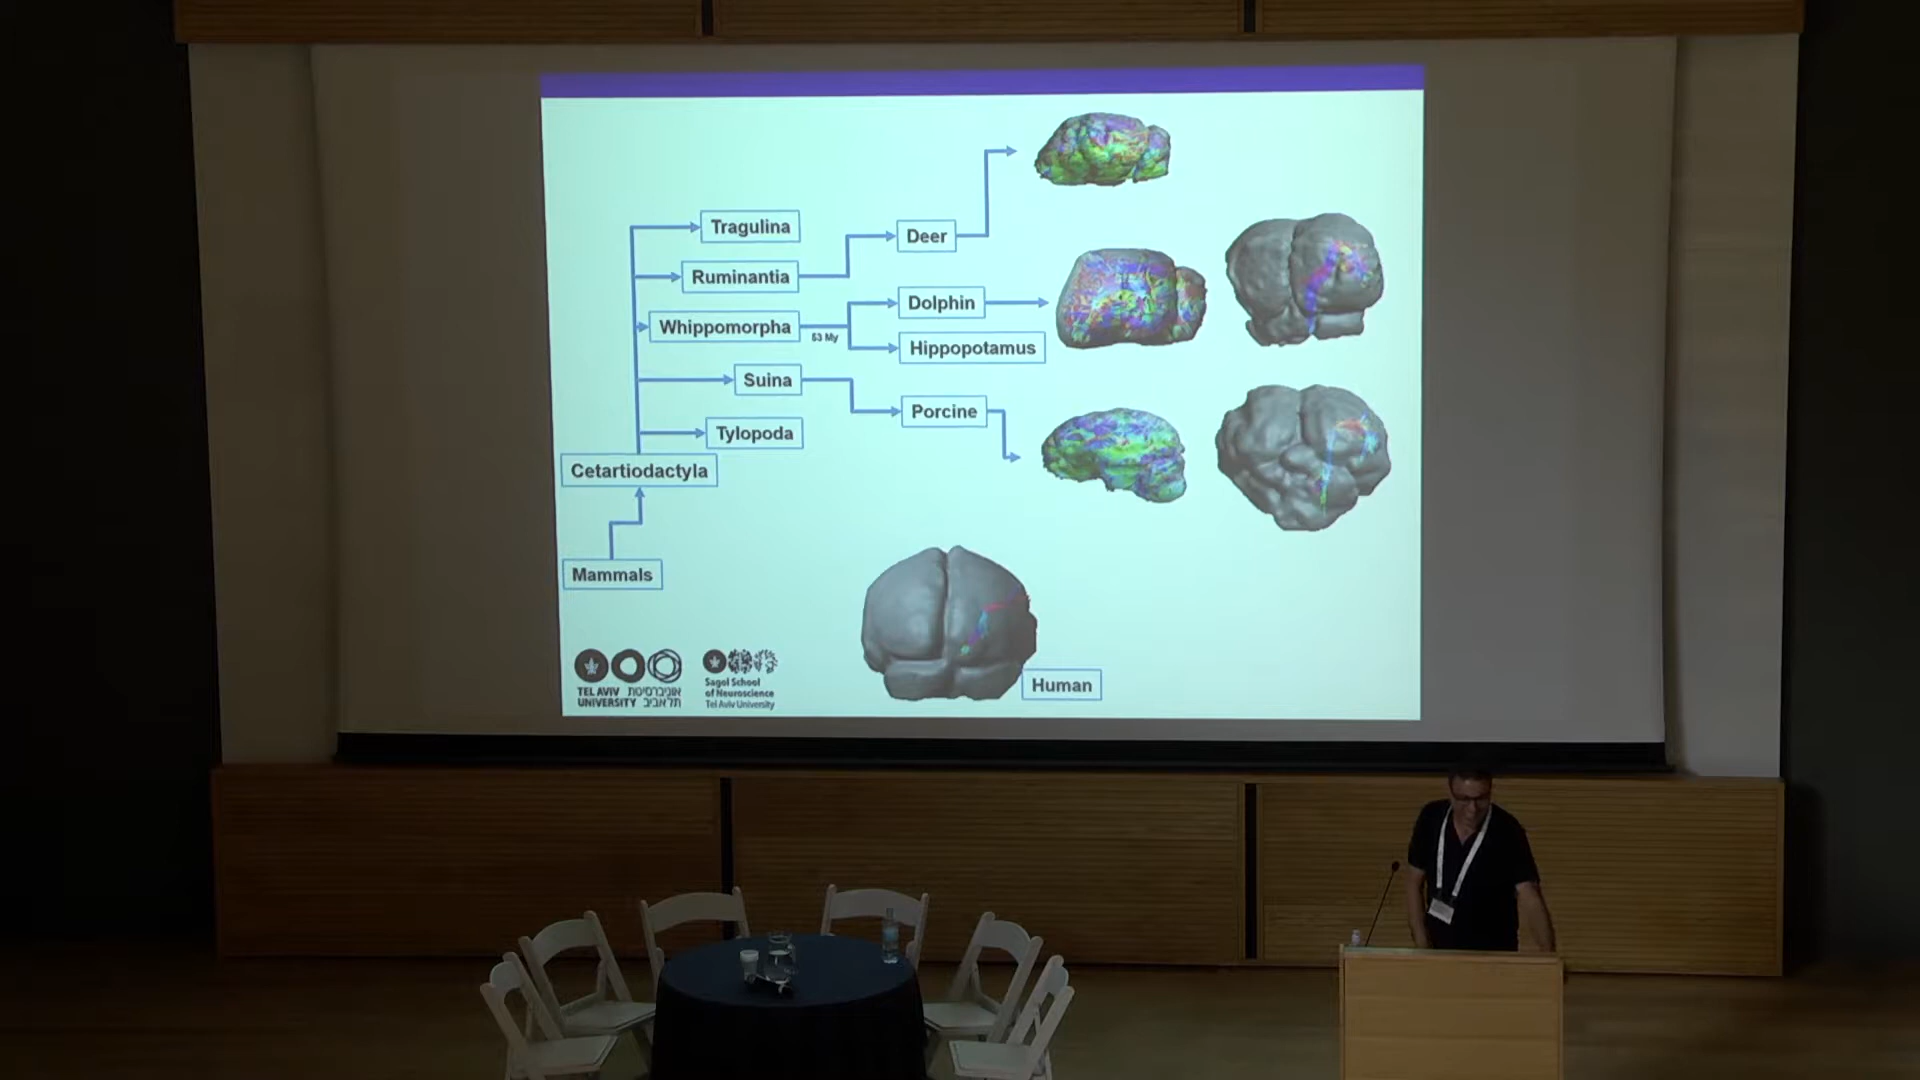 Tragulina
Ruminantia
Deer
Whippomorpha
53 My
Dolphin
Hippopotamus
Suina
Porcine
Tylopoda
Cetartiodactyla
Mammals
Human
TEL AVIV אוניברסיטת
UNIVERSITY תל אביב
Sagol School
of Neuroscience
Tel Aviv University